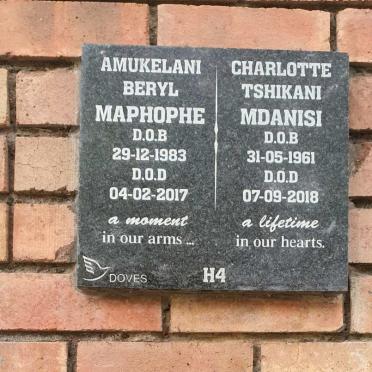 AMUKELANI
BERYL
MAPHOPHE
D.O.B
29-12-1983
D.O.D
04-02-2017
a moment
in our arms ...
CHARLOTTE
TSHIKANI
MDANISI
D.O.B
31-05-1961
D.O.D
07-09-2018
a lifetime
in our hearts.
DOVES
H4